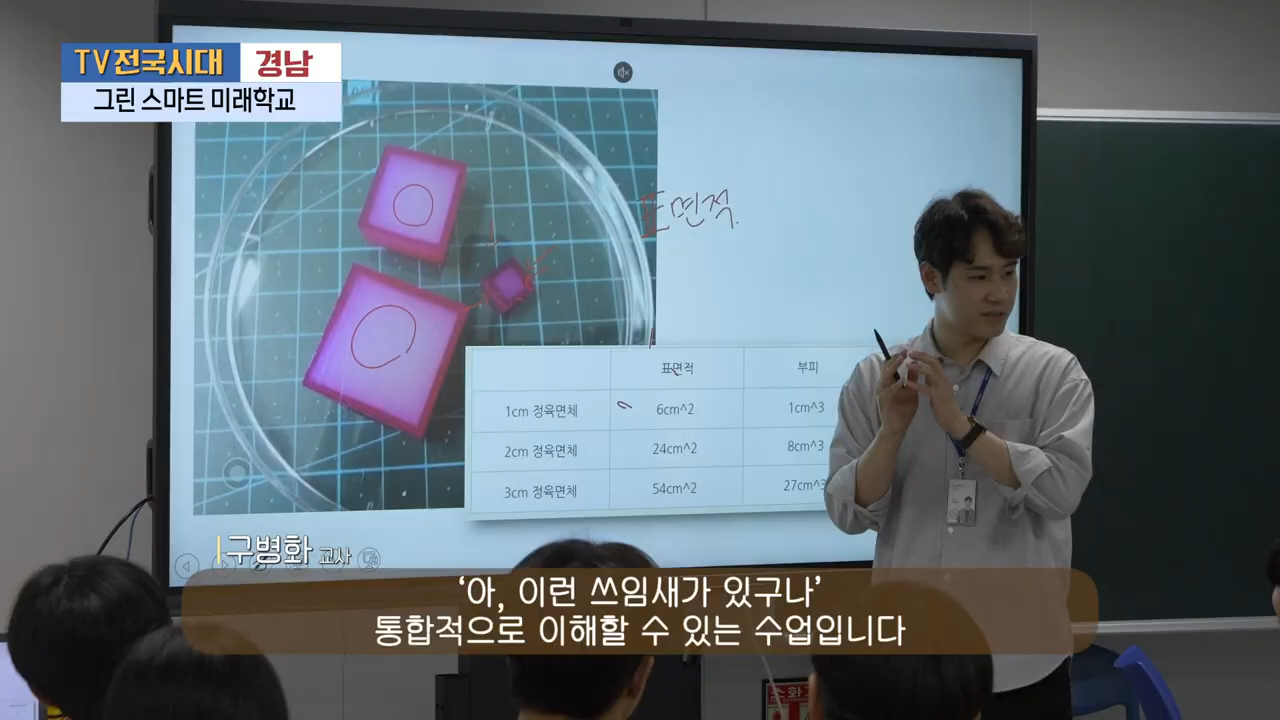 TV전국시대 경남
그린 스마트 미래학교
표면적.
표면적 부피
1cm 정육면체 6cm^2 1cm^3
2cm 정육면체 24cm^2 8cm^3
3cm 정육면체 54cm^2 27cm^3
구병화 교사
‘아, 이런 쓰임새가 있구나’
통합적으로 이해할 수 있는 수업입니다
소화